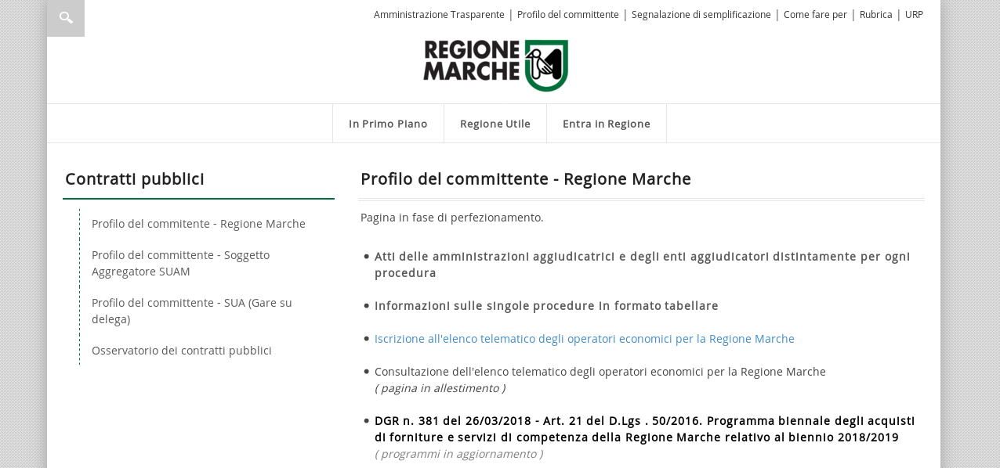 Amministrazione Trasparente | Profilo del committente | Segnalazione di semplificazione | Come fare per | Rubrica | URP
REGIONE
MARCHE
In Primo Piano
Regione Utile
Entra in Regione
Contratti pubblici
Profilo del commitente - Regione Marche
Profilo del committente - Soggetto
Aggregatore SUAM
Profilo del committente - SUA (Gare su
delega)
Osservatorio dei contratti pubblici
Profilo del committente - Regione Marche
Pagina in fase di perfezionamento.
Atti delle amministrazioni aggiudicatrici e degli enti aggiudicatori distintamente per ogni
procedura
Informazioni sulle singole procedure in formato tabellare
Iscrizione all'elenco telematico degli operatori economici per la Regione Marche
Consultazione dell'elenco telematico degli operatori economici per la Regione Marche
( pagina in allestimento )
DGR n. 381 del 26/03/2018 - Art. 21 del D.Lgs . 50/2016. Programma biennale degli acquisti
di forniture e servizi di competenza della Regione Marche relativo al biennio 2018/2019
( programmi in aggiornamento )